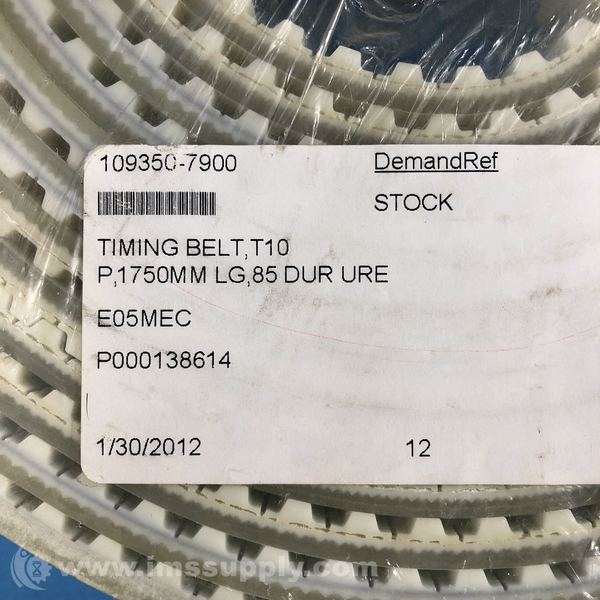 109350-7900 DemandRef
STOCK
TIMING BELT,T10
P,1750MM LG,85 DUR URE
E05MEC
P000138614
1/30/2012 12
www.imssupply.com